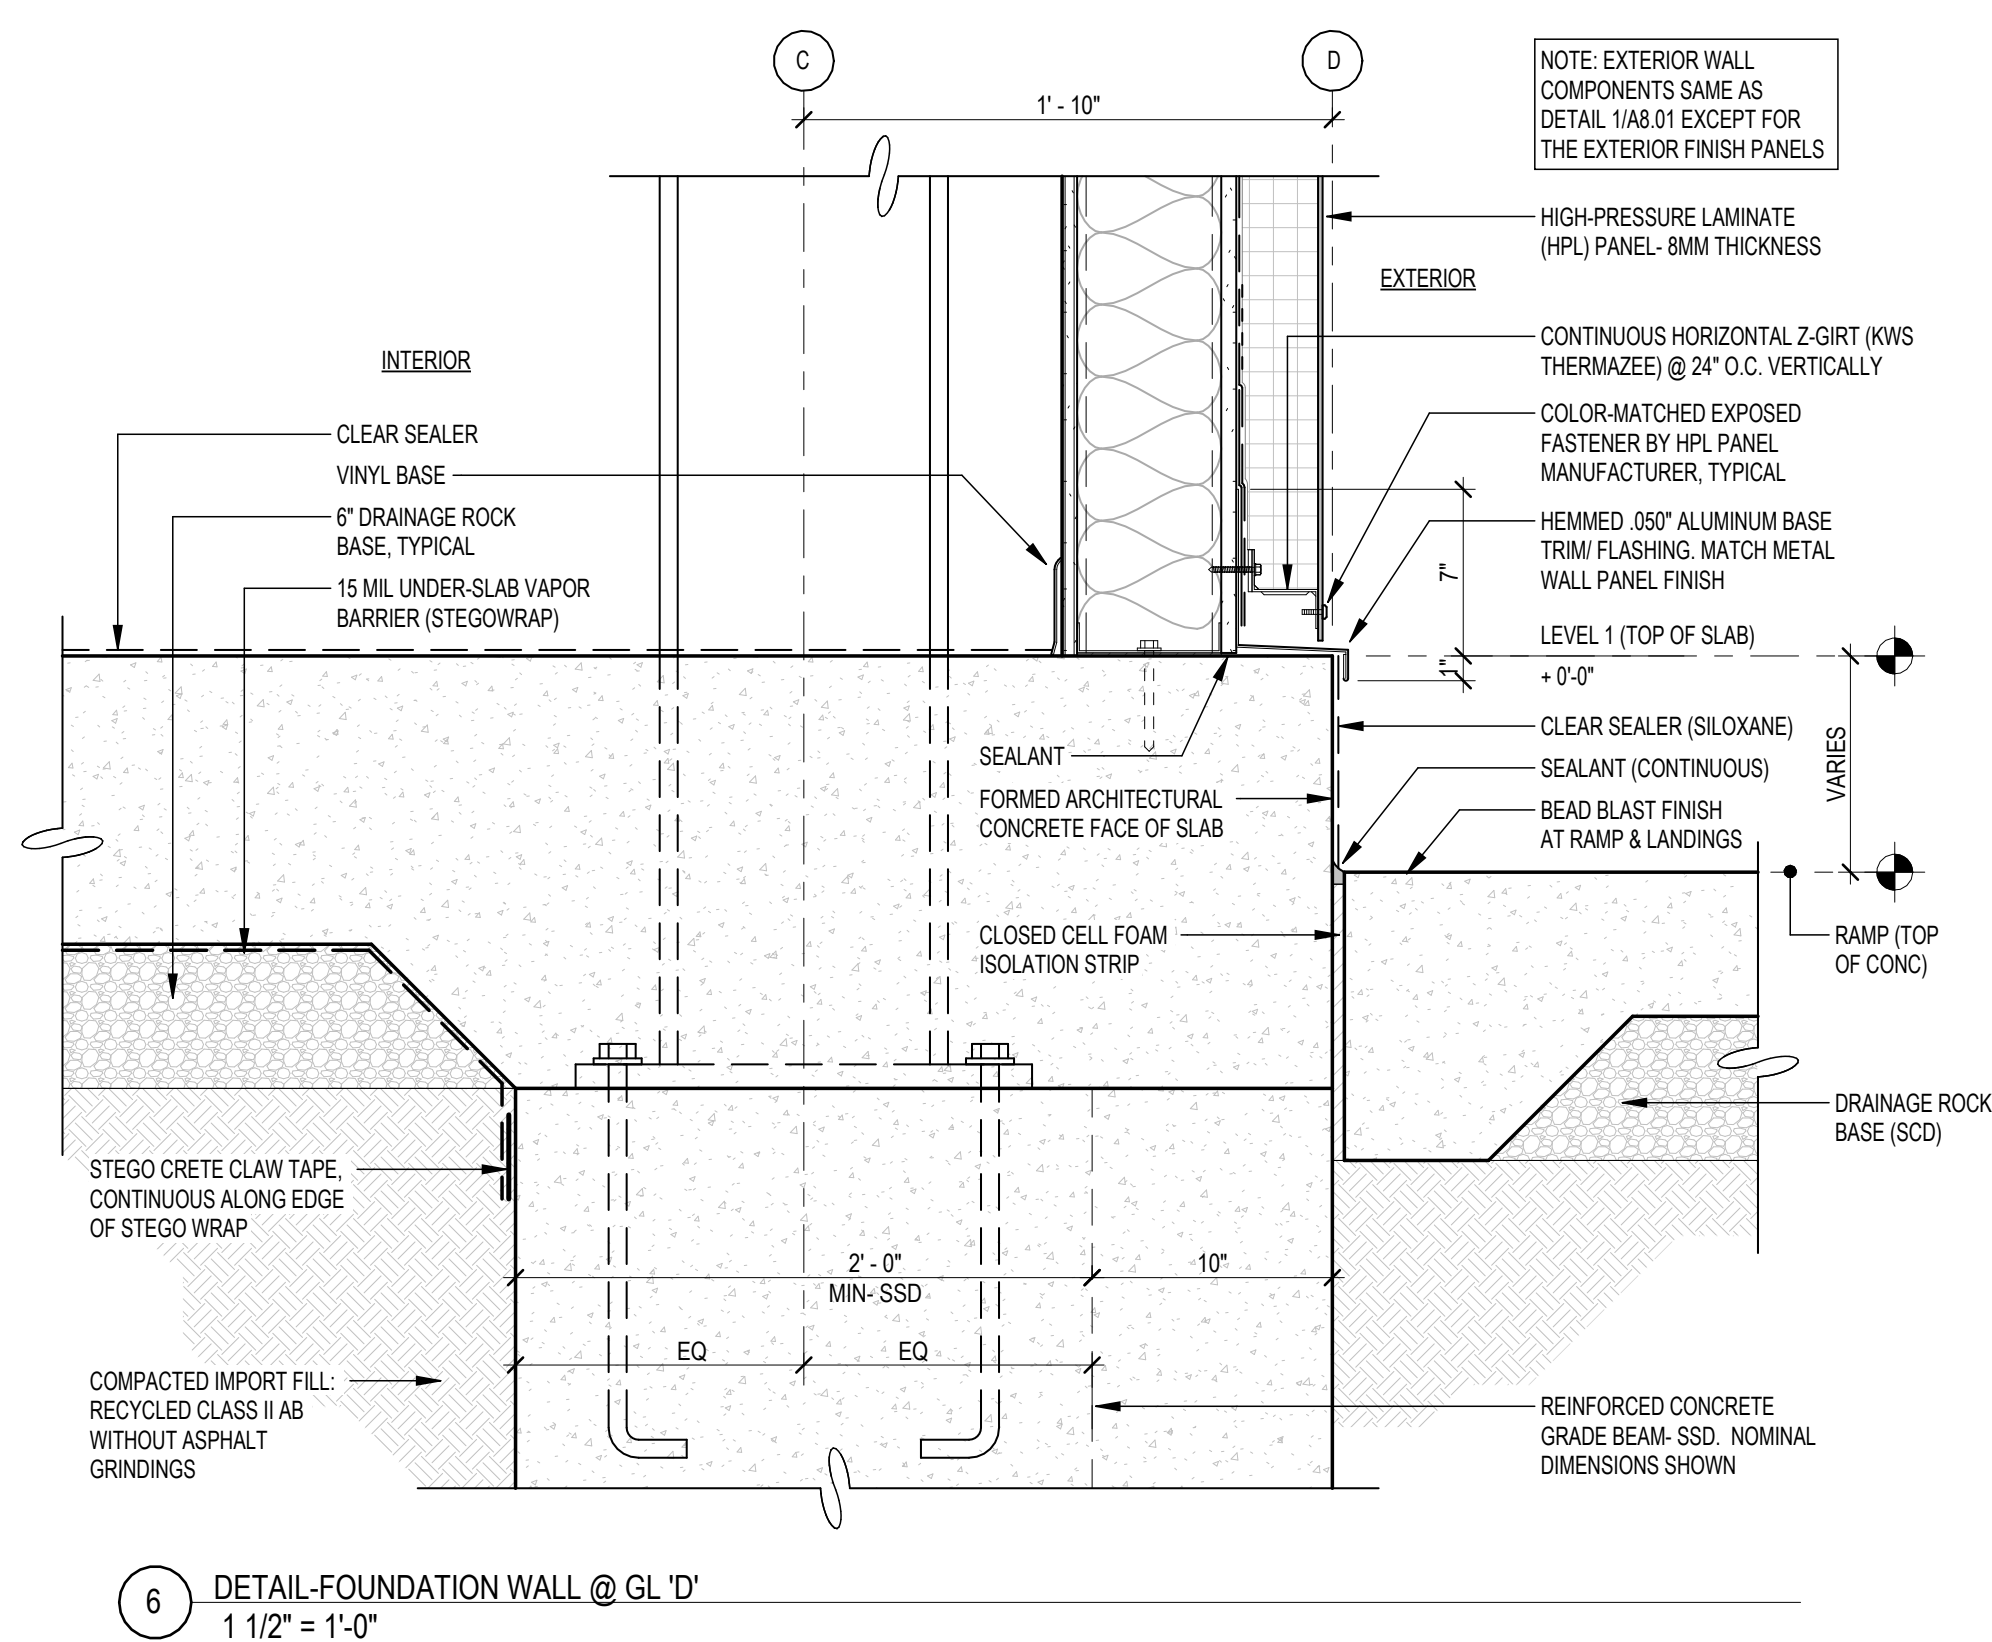 C
D
1' - 10"
NOTE: EXTERIOR WALL
COMPONENTS SAME AS
DETAIL 1/A8.01 EXCEPT FOR
THE EXTERIOR FINISH PANELS
HIGH-PRESSURE LAMINATE
(HPL) PANEL- 8MM THICKNESS
EXTERIOR
CONTINUOUS HORIZONTAL Z-GIRT (KWS
THERMAZEE) @ 24" O.C. VERTICALLY
COLOR-MATCHED EXPOSED
FASTENER BY HPL PANEL
MANUFACTURER, TYPICAL
HEMMED .050" ALUMINUM BASE
TRIM/ FLASHING. MATCH METAL
WALL PANEL FINISH
7"
1"
LEVEL 1 (TOP OF SLAB)
+ 0'-0"
CLEAR SEALER (SILOXANE)
SEALANT (CONTINUOUS)
BEAD BLAST FINISH
AT RAMP & LANDINGS
VARIES
RAMP (TOP
OF CONC)
DRAINAGE ROCK
BASE (SCD)
INTERIOR
CLEAR SEALER
VINYL BASE
6" DRAINAGE ROCK
BASE, TYPICAL
15 MIL UNDER-SLAB VAPOR
BARRIER (STEGOWRAP)
SEALANT
FORMED ARCHITECTURAL
CONCRETE FACE OF SLAB
CLOSED CELL FOAM
ISOLATION STRIP
STEGO CRETE CLAW TAPE,
CONTINUOUS ALONG EDGE
OF STEGO WRAP
2' - 0"
MIN- SSD
10"
EQ
EQ
COMPACTED IMPORT FILL:
RECYCLED CLASS II AB
WITHOUT ASPHALT
GRINDINGS
REINFORCED CONCRETE
GRADE BEAM- SSD. NOMINAL
DIMENSIONS SHOWN
6
DETAIL-FOUNDATION WALL @ GL 'D'
1 1/2" = 1'-0"